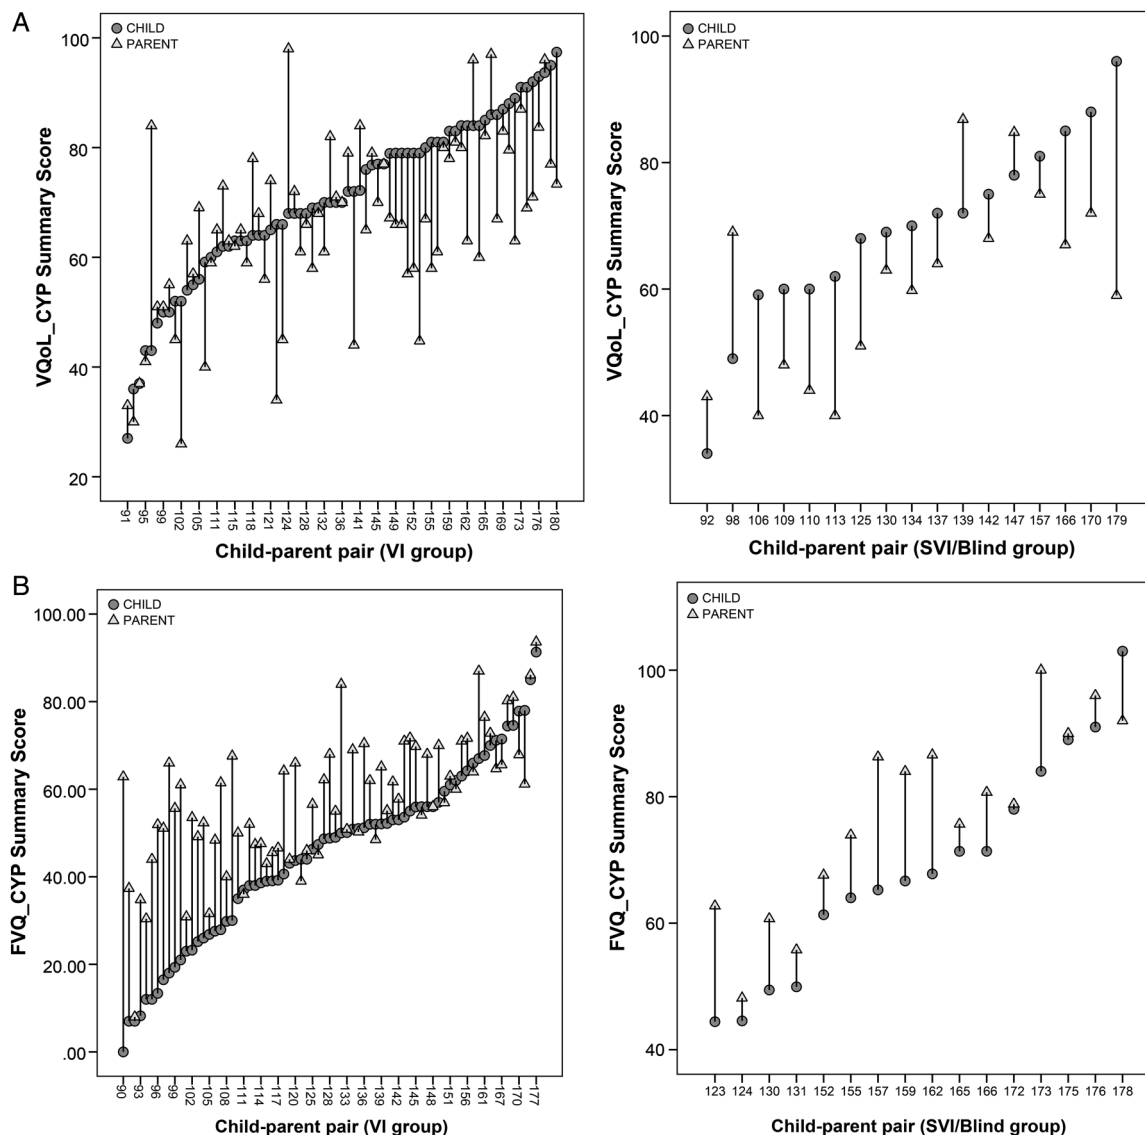 A
CHILD
PARENT
100
80
60
40
20
VQoL_CYP Summary Score
91 95 99 102 105 111 115 118 121 124 128 132 136 141 145 149 152 155 159 162 165 169 73 176 180
Child-parent pair (VI group)
CHILD
PARENT
100
80
60
40
VQoL_CYP Summary Score
92 98 106 109 110 113 125 130 134 137 139 142 147 157 166 170 179
Child-parent pair (SVI/Blind group)
B
CHILD
PARENT
100.00
80.00
60.00
40.00
20.00
.00
FVQ_CYP Summary Score
90 93 96 99 102 105 108 111 114 117 120 125 128 133 136 139 142 145 148 151 156 161 167 170 177
Child-parent pair (VI group)
CHILD
PARENT
100
80
60
40
FVQ_CYP Summary Score
123 124 130 131 152 155 157 159 162 165 166 172 173 175 176 178
Child-parent pair (SVI/Blind group)